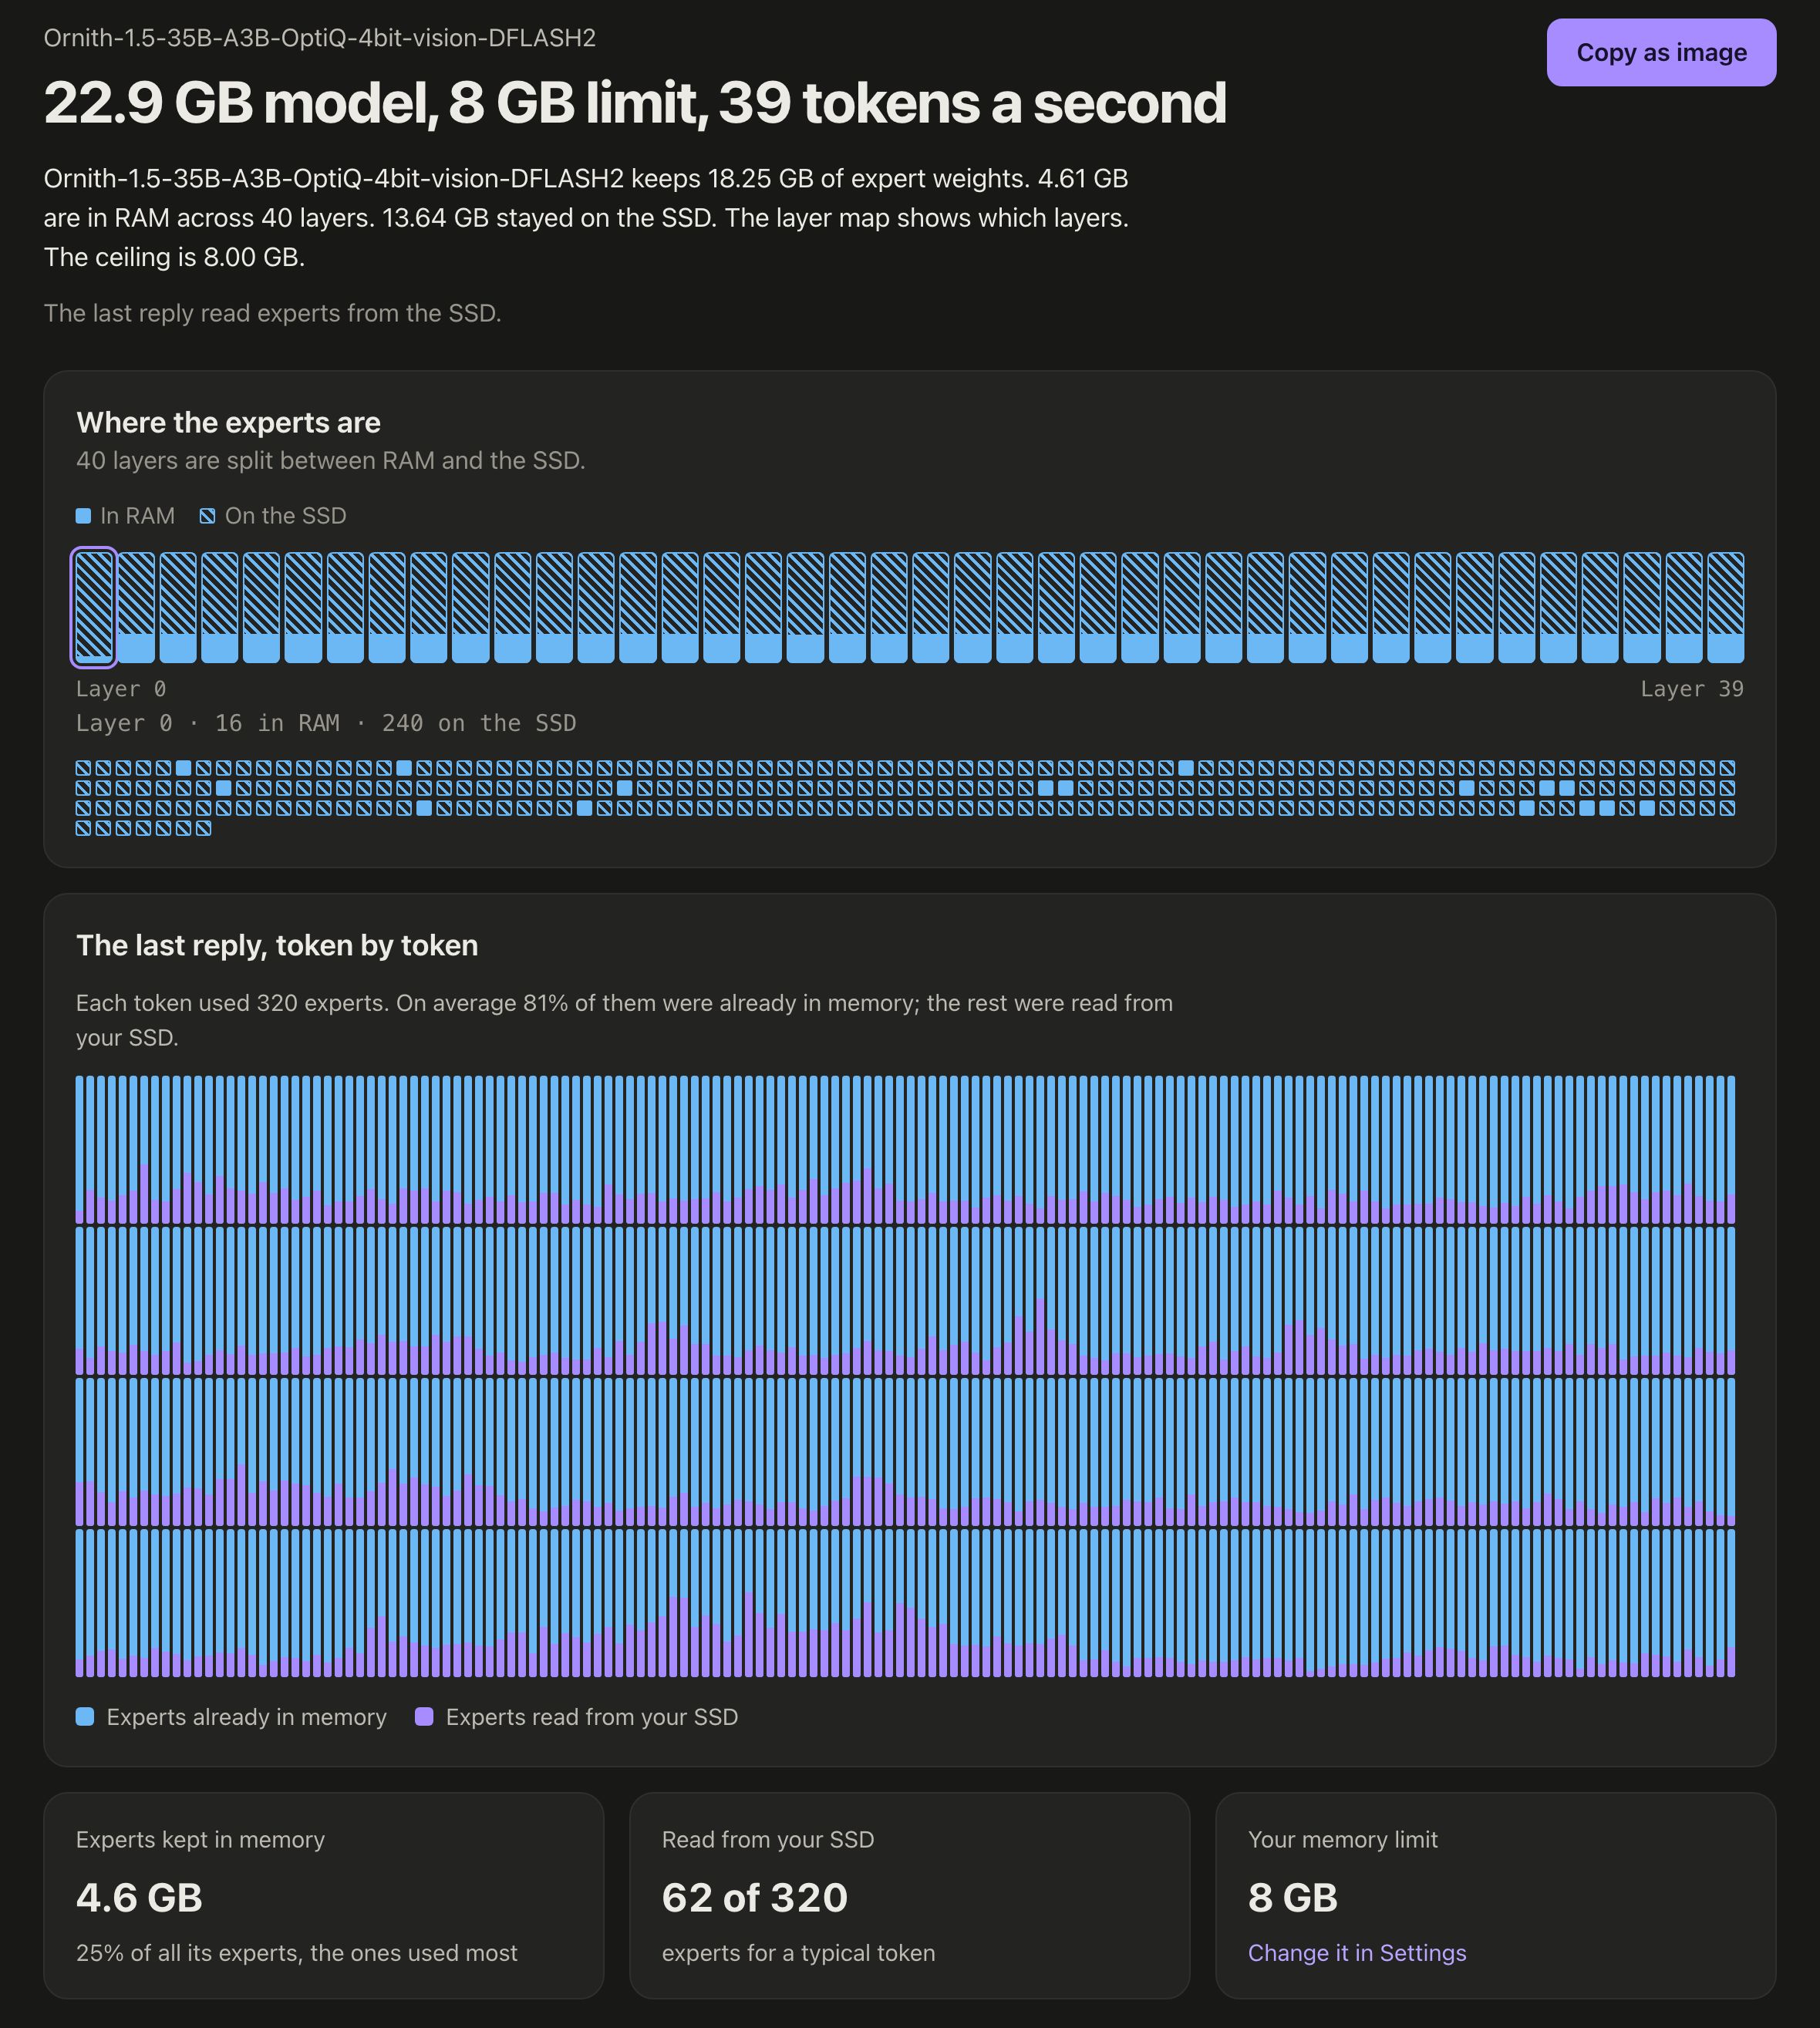 Ornith-1.5-35B-A3B-OptiQ-4bit-vision-DFLASH2
Copy as image
22.9 GB model, 8 GB limit, 39 tokens a second
Ornith-1.5-35B-A3B-OptiQ-4bit-vision-DFLASH2 keeps 18.25 GB of expert weights. 4.61 GB
are in RAM across 40 layers. 13.64 GB stayed on the SSD. The layer map shows which layers.
The ceiling is 8.00 GB.
The last reply read experts from the SSD.
Where the experts are
40 layers are split between RAM and the SSD.
In RAM
On the SSD
Layer 0
Layer 39
Layer 0 · 16 in RAM · 240 on the SSD
The last reply, token by token
Each token used 320 experts. On average 81% of them were already in memory; the rest were read from
your SSD.
Experts already in memory
Experts read from your SSD
Experts kept in memory
4.6 GB
25% of all its experts, the ones used most
Read from your SSD
62 of 320
experts for a typical token
Your memory limit
8 GB
Change it in Settings